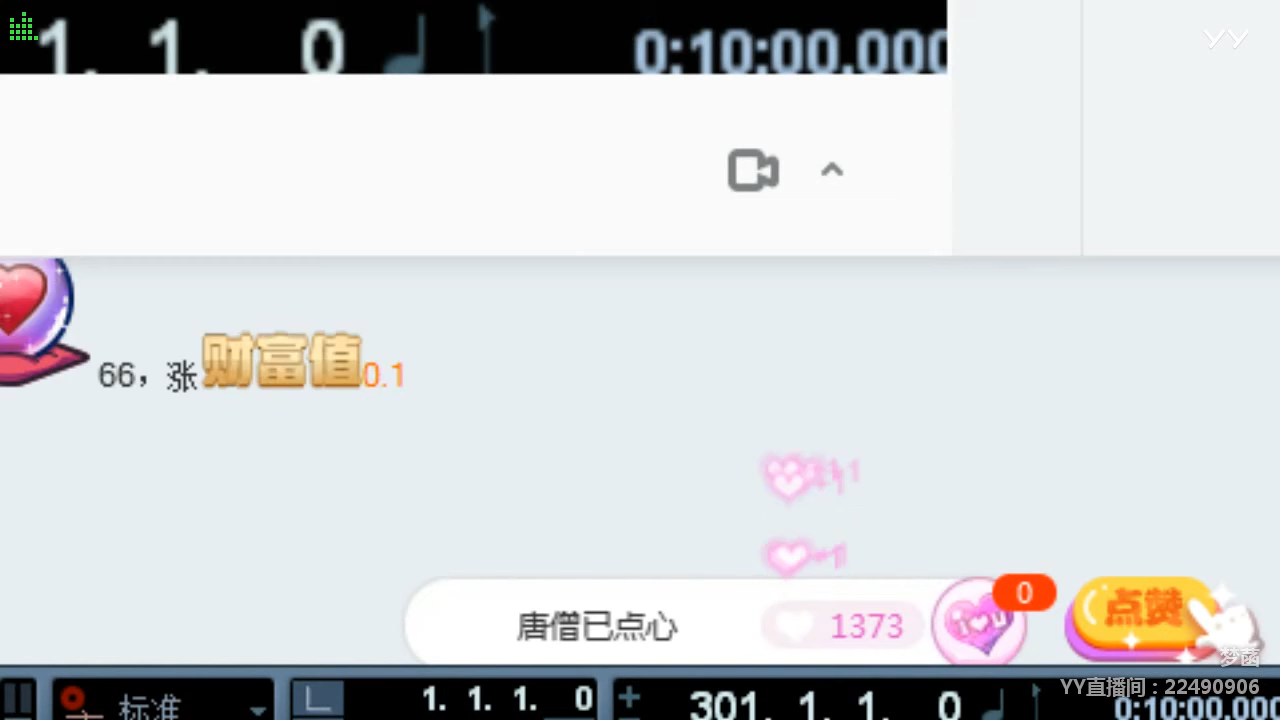 1. 1. 0 0:10:00.000
YY
66，涨财富值0.1
唐僧已点心 1373 0 点赞
梦菡
YY直播间：22490906
标准 1. 1. 1. 0 301. 1. 1. 0 0:10:00.000